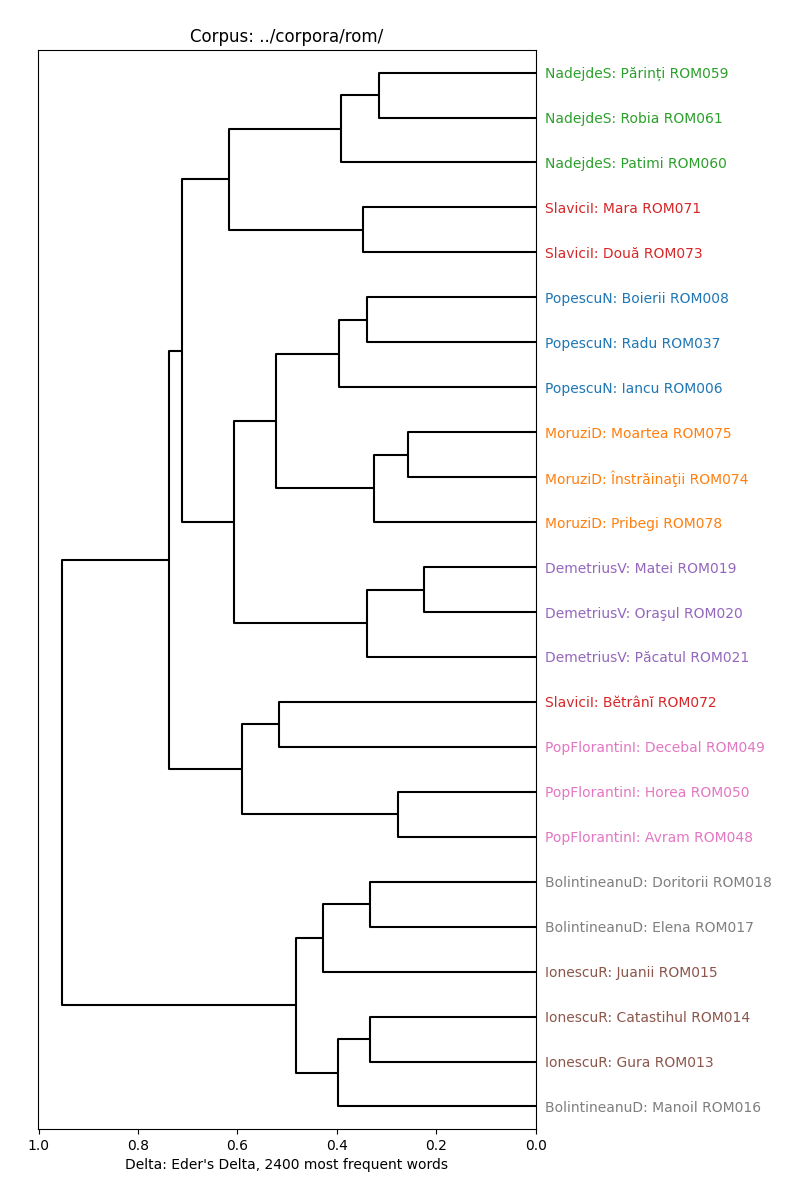 Corpus: ../corpora/rom/
NadejdeS: Părinți ROM059
NadejdeS: Robia ROM061
NadejdeS: Patimi ROM060
SlaviciI: Mara ROM071
SlaviciI: Două ROM073
PopescuN: Boierii ROM008
PopescuN: Radu ROM037
PopescuN: Iancu ROM006
MoruziD: Moartea ROM075
MoruziD: Înstrăinaţii ROM074
MoruziD: Pribegi ROM078
DemetriusV: Matei ROM019
DemetriusV: Oraşul ROM020
DemetriusV: Păcatul ROM021
SlaviciI: Bĕtrânĭ ROM072
PopFlorantinI: Decebal ROM049
PopFlorantinI: Horea ROM050
PopFlorantinI: Avram ROM048
BolintineanuD: Doritorii ROM018
BolintineanuD: Elena ROM017
IonescuR: Juanii ROM015
IonescuR: Catastihul ROM014
IonescuR: Gura ROM013
BolintineanuD: Manoil ROM016
1.0 0.8 0.6 0.4 0.2 0.0
Delta: Eder's Delta, 2400 most frequent words